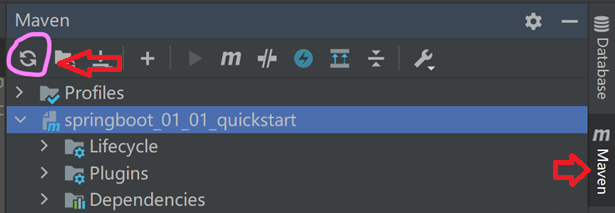 Maven
Profiles
springboot_01_01_quickstart
Lifecycle
Plugins
Dependencies
Database
m Maven